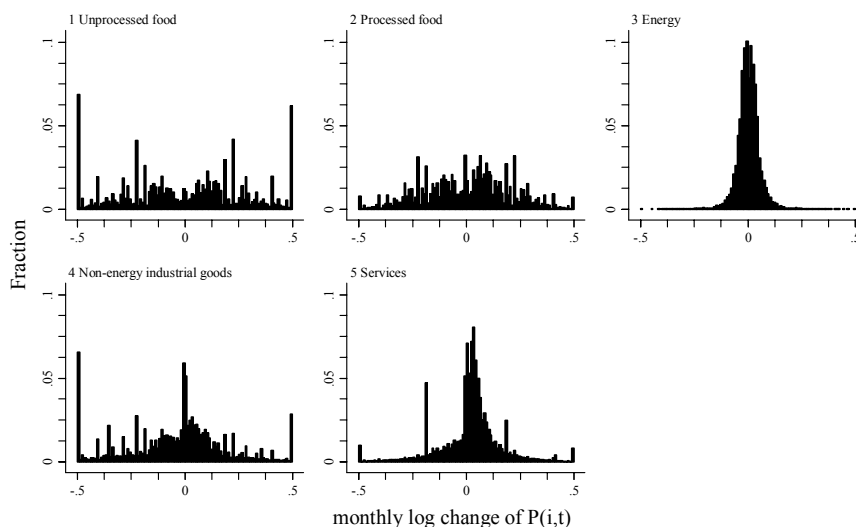 1 Unprocessed food
2 Processed food
3 Energy
.1
.05
0
-.5 0 .5
.1
.05
0
-.5 0 .5
.1
.05
0
-.5 0 .5
Fraction
4 Non-energy industrial goods
5 Services
.1
.05
0
-.5 0 .5
.1
.05
0
-.5 0 .5
monthly log change of P(i,t)